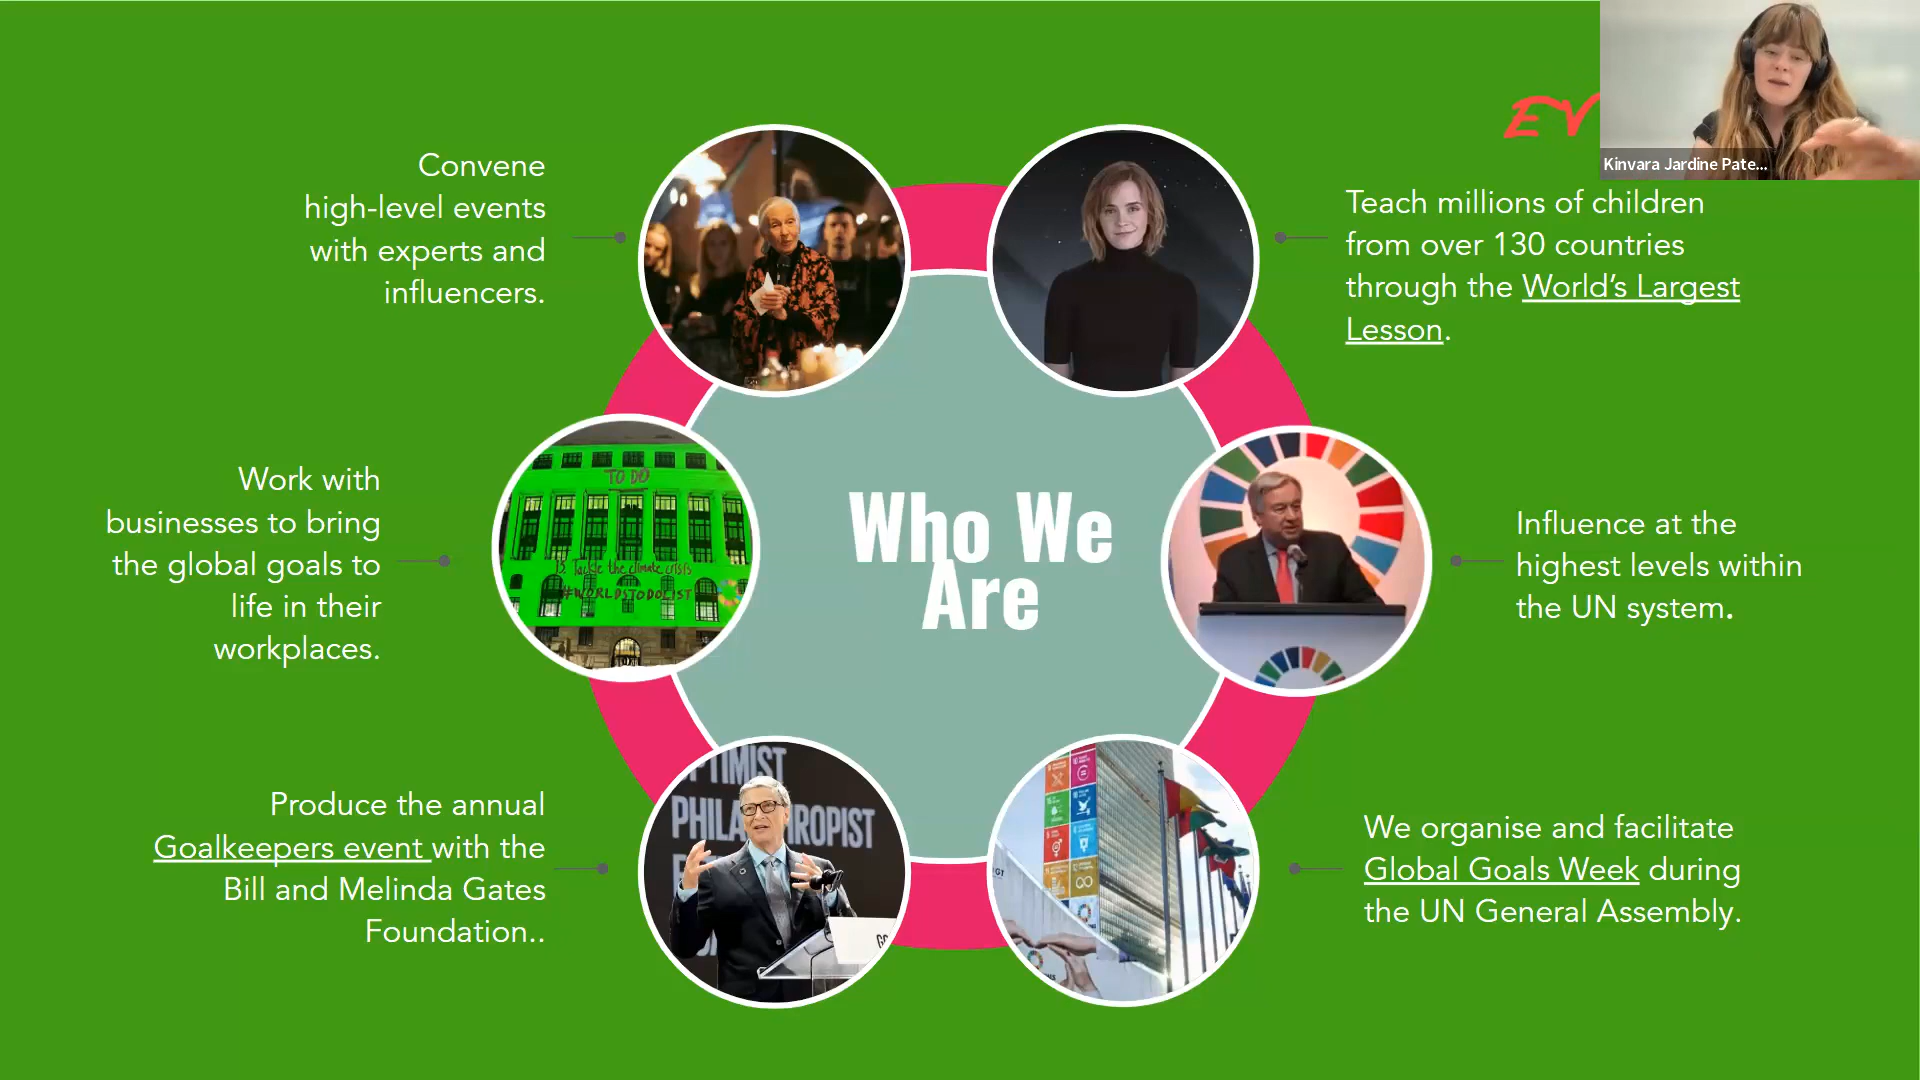 EV
Kinvara Jardine Pate...
Convene
high-level events
with experts and
influencers.
Teach millions of children
from over 130 countries
through the World's Largest
Lesson.
Work with
businesses to bring
the global goals to
life in their
workplaces.
TO DO
13. Tackle the climate crisis
#WORLDSTODOLIST
Who We
Are
Influence at the
highest levels within
the UN system.
Produce the annual
Goalkeepers event with the
Bill and Melinda Gates
Foundation..
PHILA ROPIST
We organise and facilitate
Global Goals Week during
the UN General Assembly.